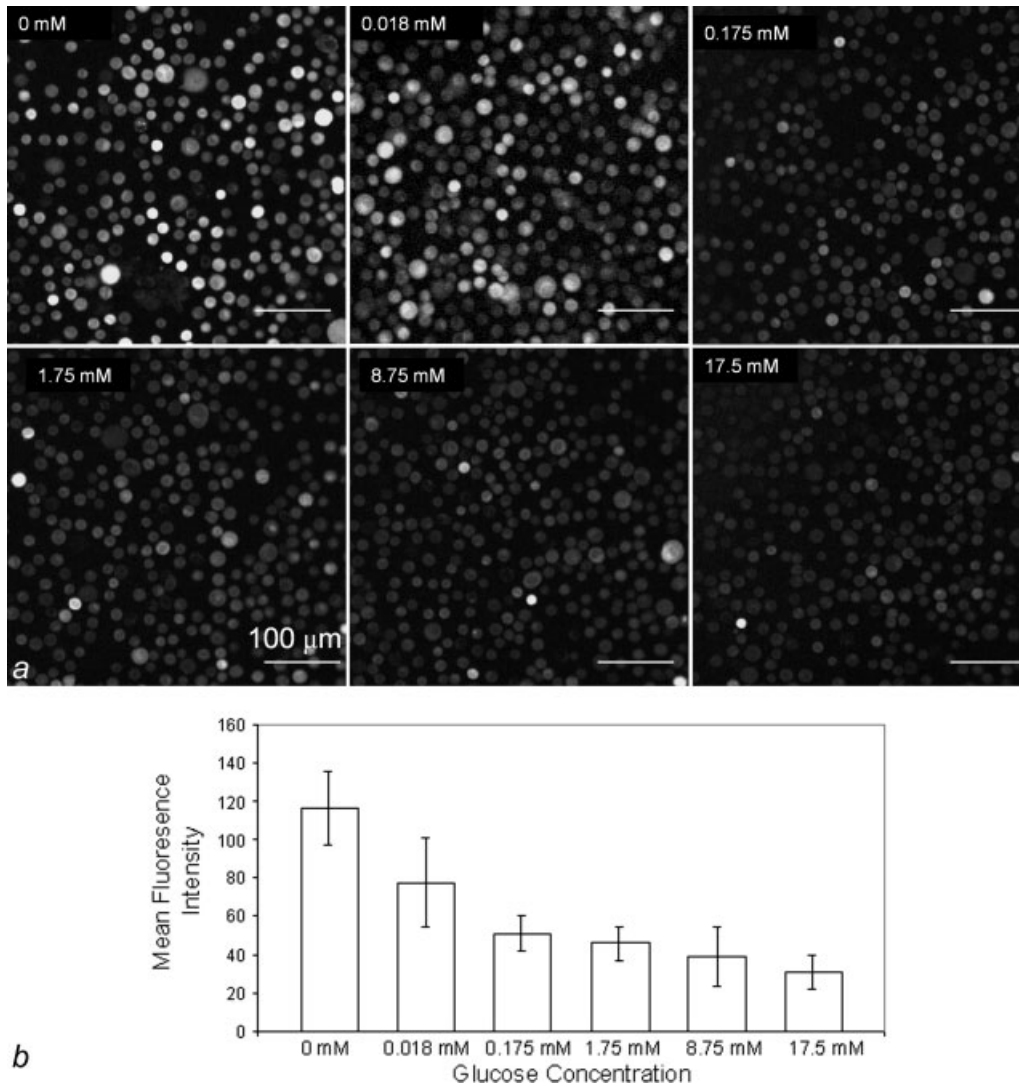 0 mM
0.018 mM
0.175 mM
1.75 mM
8.75 mM
17.5 mM
100 μm
a
160
140
120
100
80
60
40
20
0
Mean Fluoresence
Intensity
0 mM
0.018 mM
0.175 mM
1.75 mM
8.75 mM
17.5 mM
Glucose Concentration
b